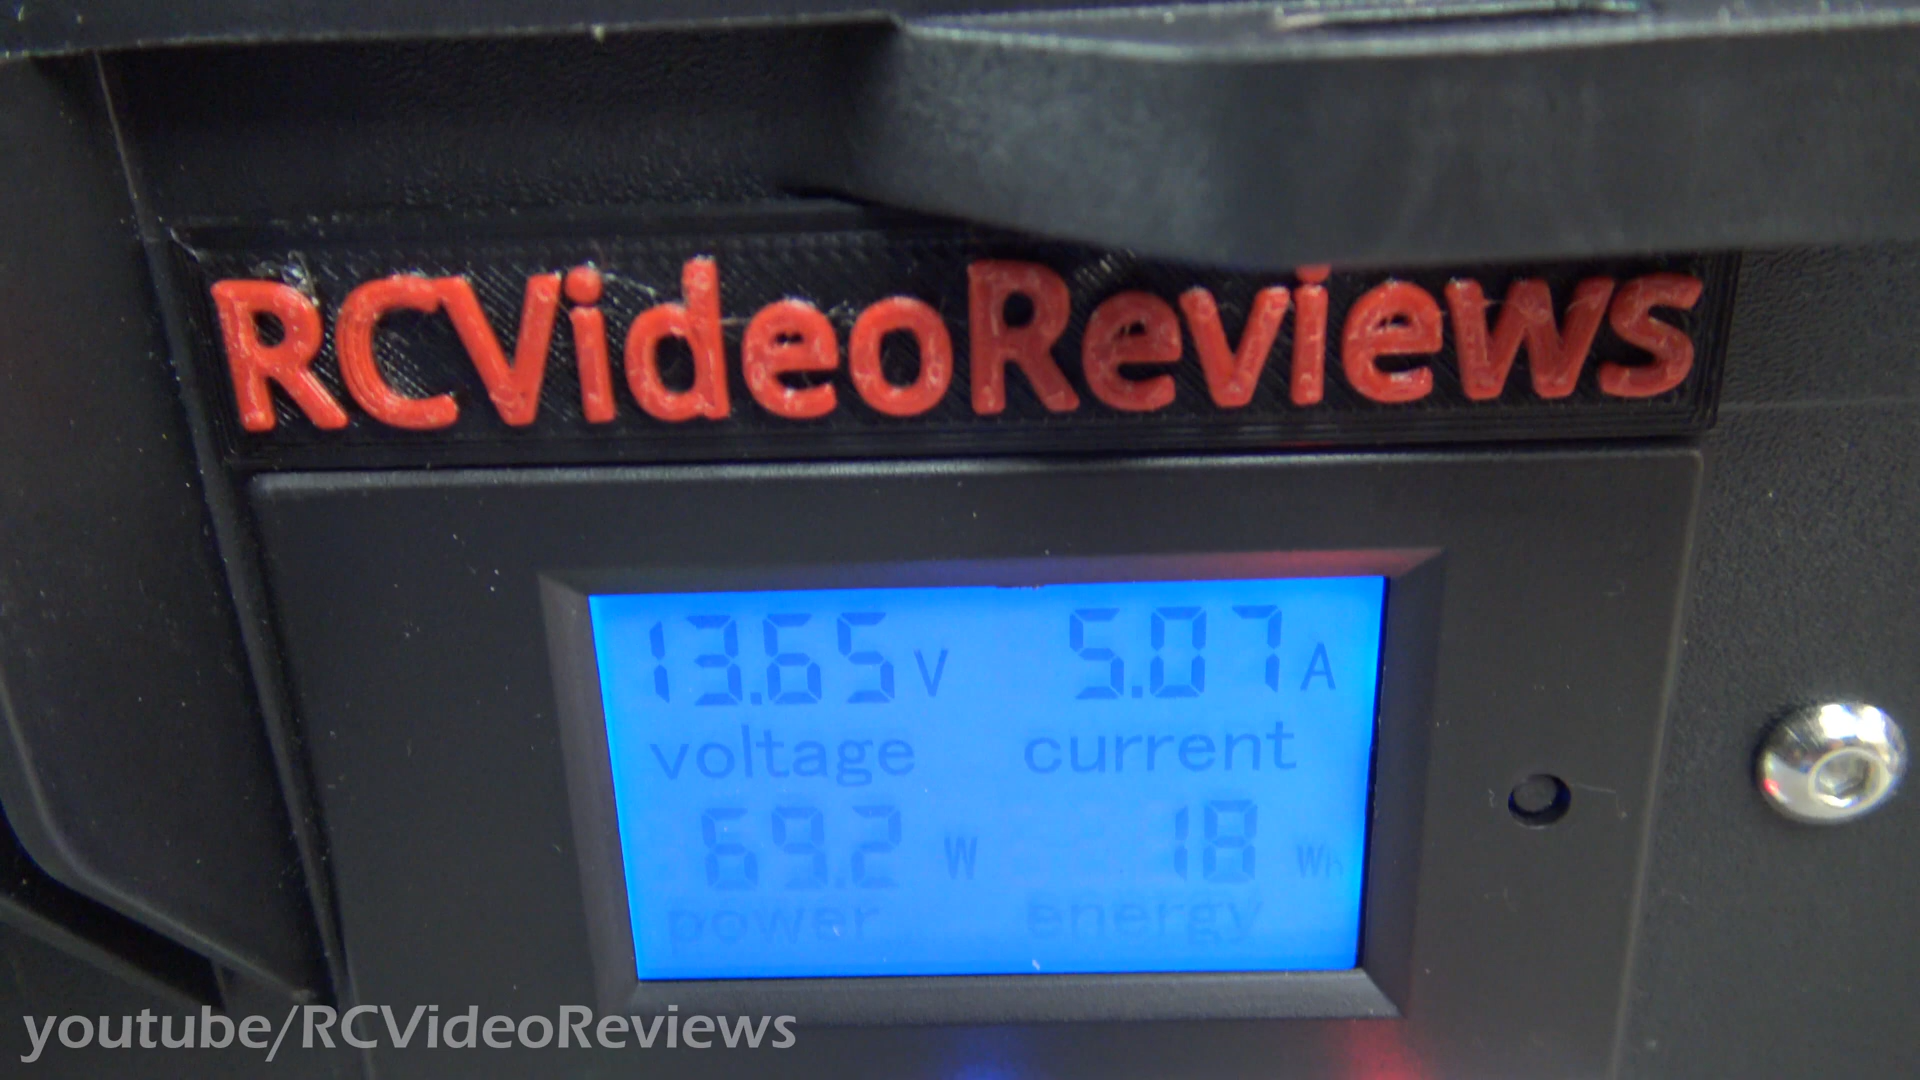 RCVideoReviews
13.65 V 5.07 A
voltage current
69.2 W 18 Wh
power energy
youtube/RCVideoReviews